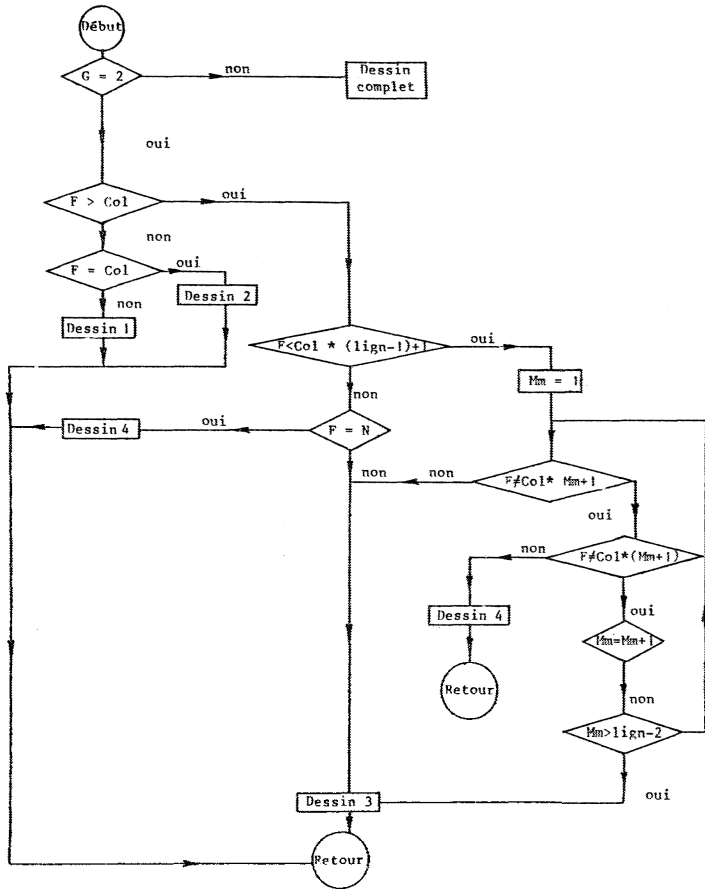 Début
G = 2
non
Dessin
complet
oui
F > Col
oui
non
F = Col
oui
non
Dessin 2
Dessin 1
F<Col * (lign-1)+1
oui
Mm = 1
non
Dessin 4
oui
F = N
non
non
F≠Col* Mm+1
oui
non
F≠Col*(Mm+1)
Dessin 4
oui
Mm=Mm+1
Retour
non
Mm>lign-2
oui
Dessin 3
Retour